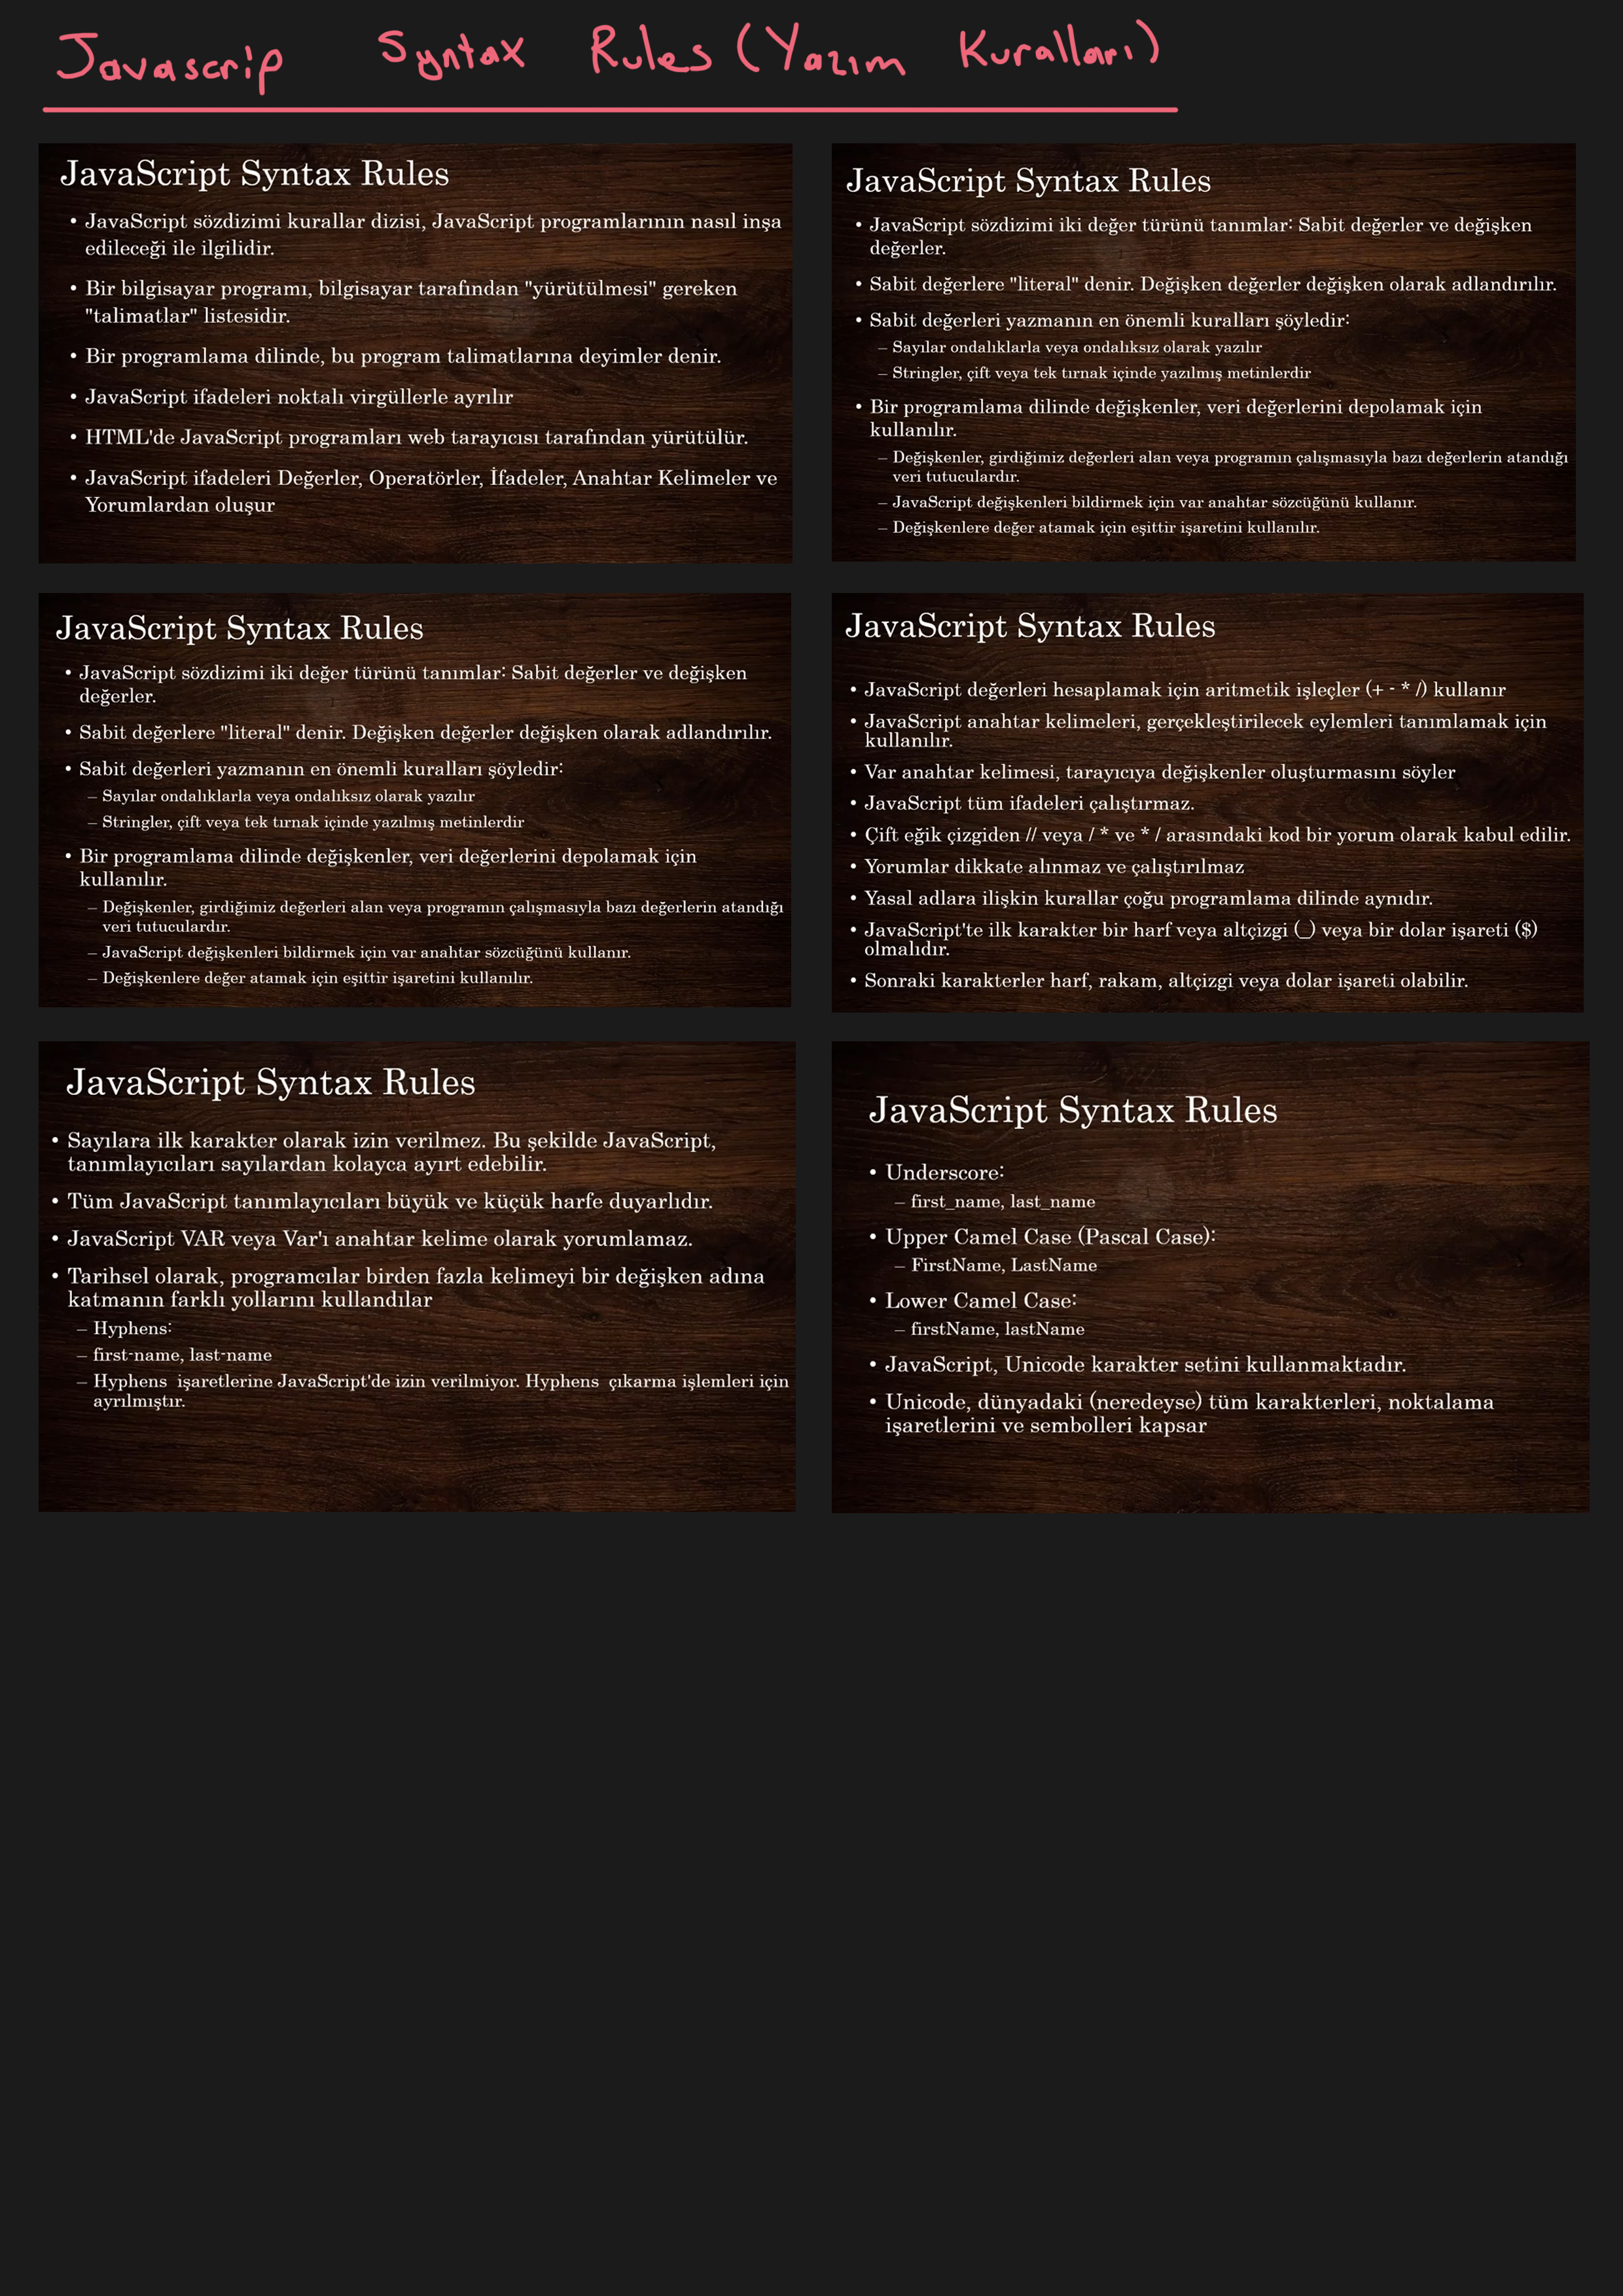 Javascrip Syntax Rules (Yazım Kuralları)
JavaScript Syntax Rules
• JavaScript sözdizimi kurallar dizisi, JavaScript programlarının nasıl inşa
edileceği ile ilgilidir.
• Bir bilgisayar programı, bilgisayar tarafından "yürütülmesi" gereken
"talimatlar" listesidir.
• Bir programlama dilinde, bu program talimatlarına deyimler denir.
• JavaScript ifadeleri noktalı virgüllerle ayrılır
• HTML'de JavaScript programları web tarayıcısı tarafından yürütülür.
• JavaScript ifadeleri Değerler, Operatörler, İfadeler, Anahtar Kelimeler ve
Yorumlardan oluşur
JavaScript Syntax Rules
• JavaScript sözdizimi iki değer türünü tanımlar: Sabit değerler ve değişken
değerler.
• Sabit değerlere "literal" denir. Değişken değerler değişken olarak adlandırılır.
• Sabit değerleri yazmanın en önemli kuralları şöyledir:
– Sayılar ondalıklarla veya ondalıksız olarak yazılır
– Stringler, çift veya tek tırnak içinde yazılmış metinlerdir
• Bir programlama dilinde değişkenler, veri değerlerini depolamak için
kullanılır.
– Değişkenler, girdiğimiz değerleri alan veya programın çalışmasıyla bazı değerlerin atandığı
veri tutuculardır.
– JavaScript değişkenleri bildirmek için var anahtar sözcüğünü kullanır.
– Değişkenlere değer atamak için eşittir işaretini kullanılır.
JavaScript Syntax Rules
• JavaScript sözdizimi iki değer türünü tanımlar: Sabit değerler ve değişken
değerler.
• Sabit değerlere "literal" denir. Değişken değerler değişken olarak adlandırılır.
• Sabit değerleri yazmanın en önemli kuralları şöyledir:
– Sayılar ondalıklarla veya ondalıksız olarak yazılır
– Stringler, çift veya tek tırnak içinde yazılmış metinlerdir
• Bir programlama dilinde değişkenler, veri değerlerini depolamak için
kullanılır.
– Değişkenler, girdiğimiz değerleri alan veya programın çalışmasıyla bazı değerlerin atandığı
veri tutuculardır.
– JavaScript değişkenleri bildirmek için var anahtar sözcüğünü kullanır.
– Değişkenlere değer atamak için eşittir işaretini kullanılır.
JavaScript Syntax Rules
• JavaScript değerleri hesaplamak için aritmetik işleçler (+ - * /) kullanır
• JavaScript anahtar kelimeleri, gerçekleştirilecek eylemleri tanımlamak için
kullanılır.
• Var anahtar kelimesi, tarayıcıya değişkenler oluşturmasını söyler
• JavaScript tüm ifadeleri çalıştırmaz.
• Çift eğik çizgiden // veya / * ve * / arasındaki kod bir yorum olarak kabul edilir.
• Yorumlar dikkate alınmaz ve çalıştırılmaz
• Yasal adlara ilişkin kurallar çoğu programlama dilinde aynıdır.
• JavaScript'te ilk karakter bir harf veya altçizgi (_) veya bir dolar işareti ($)
olmalıdır.
• Sonraki karakterler harf, rakam, altçizgi veya dolar işareti olabilir.
JavaScript Syntax Rules
• Sayılara ilk karakter olarak izin verilmez. Bu şekilde JavaScript,
tanımlayıcıları sayılardan kolayca ayırt edebilir.
• Tüm JavaScript tanımlayıcıları büyük ve küçük harfe duyarlıdır.
• JavaScript VAR veya Var'ı anahtar kelime olarak yorumlamaz.
• Tarihsel olarak, programcılar birden fazla kelimeyi bir değişken adına
katmanın farklı yollarını kullandılar
– Hyphens:
– first-name, last-name
– Hyphens işaretlerine JavaScript'de izin verilmiyor. Hyphens çıkarma işlemleri için
ayrılmıştır.
JavaScript Syntax Rules
• Underscore:
– first_name, last_name
• Upper Camel Case (Pascal Case):
– FirstName, LastName
• Lower Camel Case:
– firstName, lastName
• JavaScript, Unicode karakter setini kullanmaktadır.
• Unicode, dünyadaki (neredeyse) tüm karakterleri, noktalama
işaretlerini ve sembolleri kapsar